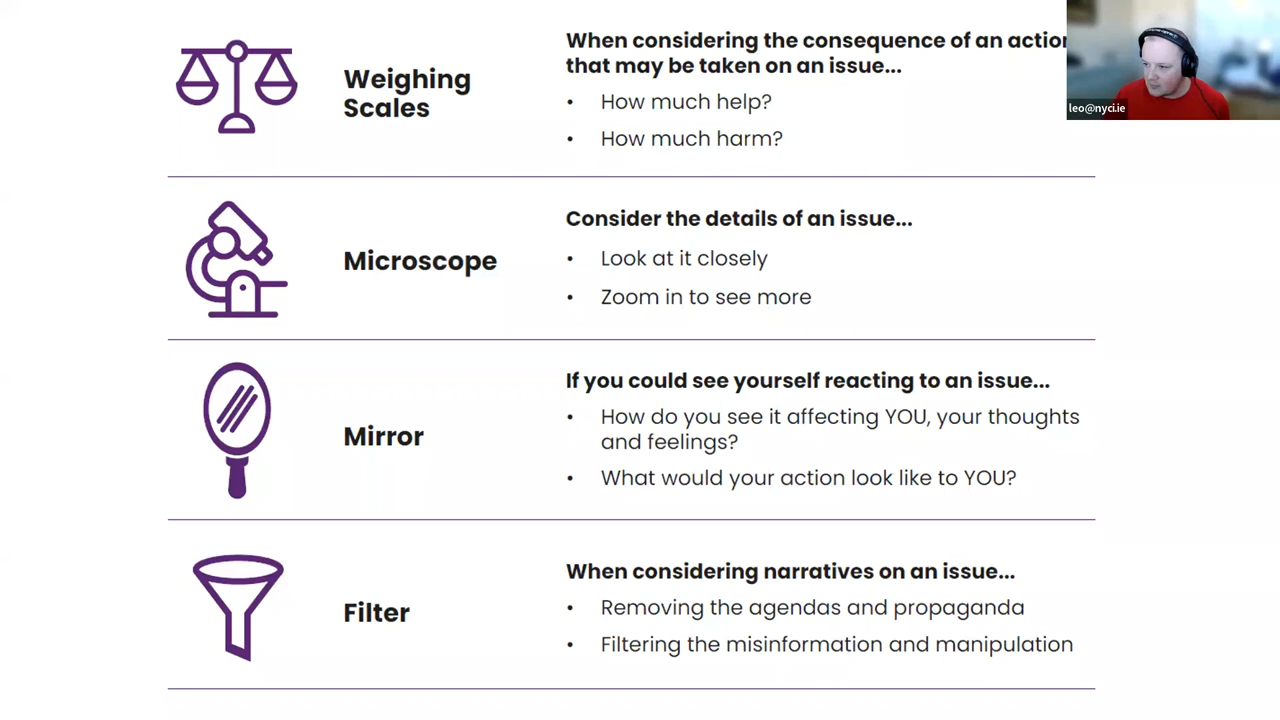 Weighing
Scales
When considering the consequence of an action
that may be taken on an issue...
• How much help?
• How much harm?
leo@nyci.ie
Microscope
Consider the details of an issue...
• Look at it closely
• Zoom in to see more
Mirror
If you could see yourself reacting to an issue...
• How do you see it affecting YOU, your thoughts
and feelings?
• What would your action look like to YOU?
Filter
When considering narratives on an issue...
• Removing the agendas and propaganda
• Filtering the misinformation and manipulation